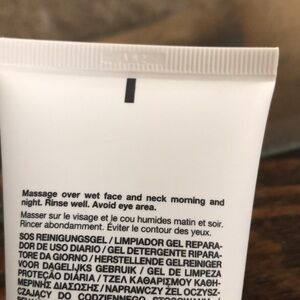 Massage over wet face and neck morning and
night. Rinse well. Avoid eye area.
Masser sur le visage et le cou humides matin et soir.
Rincer abondamment. Éviter le contour des yeux.
SOS REINIGUNGSGEL / LIMPIADOR GEL REPARA-
DOR DE USO DIARIO / GEL DETERGENTE RIPARA-
TORE DA GIORNO / HERSTELLENDE GELREINIGER
VOOR DAGELIJKS GEBRUIK / GEL DE LIMPEZA
PROTEÇÃO DIÁRIA / ΤΖΕΛ ΚΑΘΑΡΙΣΜΟΥ ΚΑΘΗ-
ΜΕΡΙΝΗΣ ΔΙΑΣΩΣΗΣ / NAPRAWCZY ŻEL OCZYSZ-
CZAJĄCY DO CODZIENNEGO STOSOWANIA